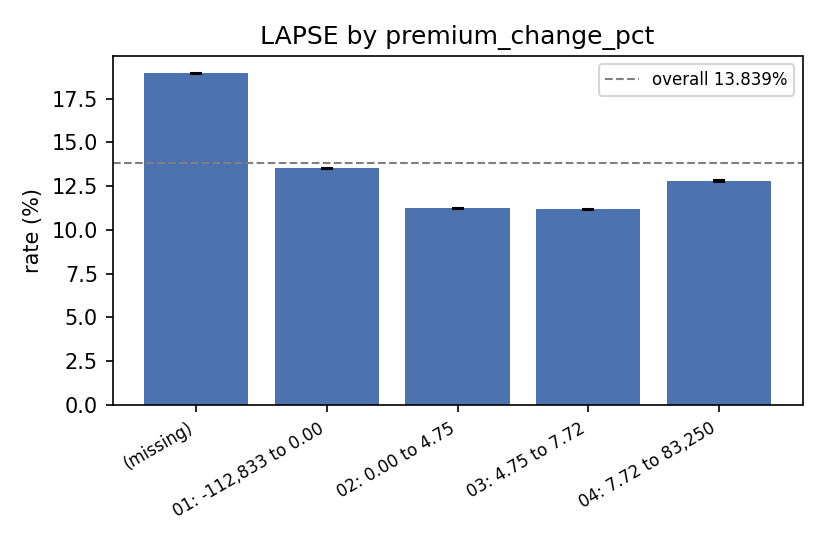 LAPSE by premium_change_pct
overall 13.839%
rate (%)
17.5
15.0
12.5
10.0
7.5
5.0
2.5
0.0
(missing)
01: -112,833 to 0.00
02: 0.00 to 4.75
03: 4.75 to 7.72
04: 7.72 to 83,250